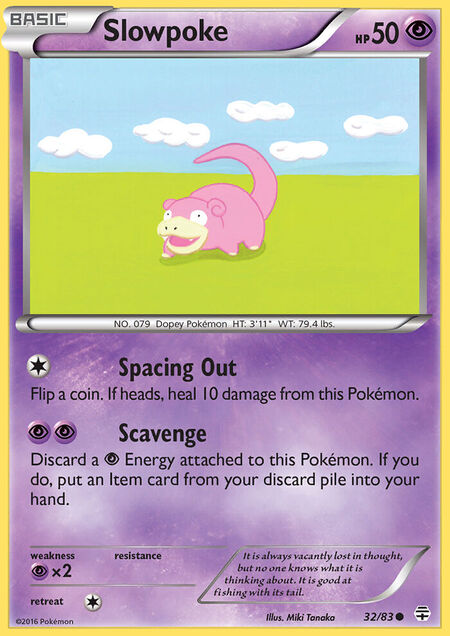 BASIC
Slowpoke
HP50
NO. 079 Dopey Pokémon HT: 3'11" WT: 79.4 lbs.
Spacing Out
Flip a coin. If heads, heal 10 damage from this Pokémon.
Scavenge
Discard a Energy attached to this Pokémon. If you
do, put an Item card from your discard pile into your
hand.
weakness
resistance
×2
It is always vacantly lost in thought,
but no one knows what it is
thinking about. It is good at
fishing with its tail.
retreat
©2016 Pokémon
Illus. Miki Tanaka
32/83